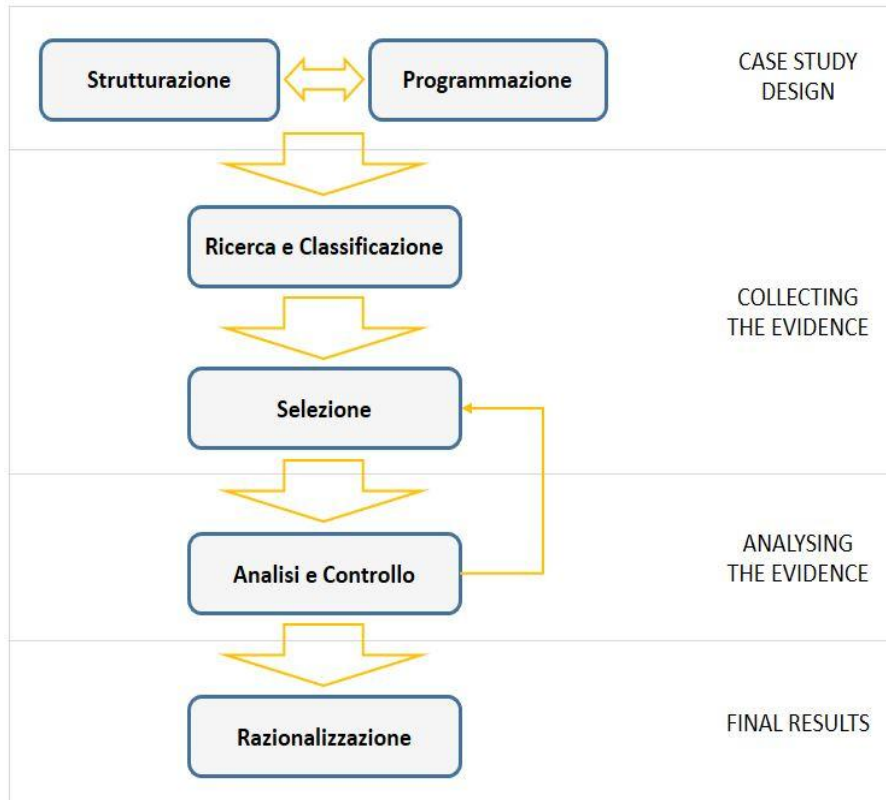 Strutturazione
Programmazione
CASE STUDY
DESIGN
Ricerca e Classificazione
COLLECTING
THE EVIDENCE
Selezione
Analisi e Controllo
ANALYSING
THE EVIDENCE
Razionalizzazione
FINAL RESULTS